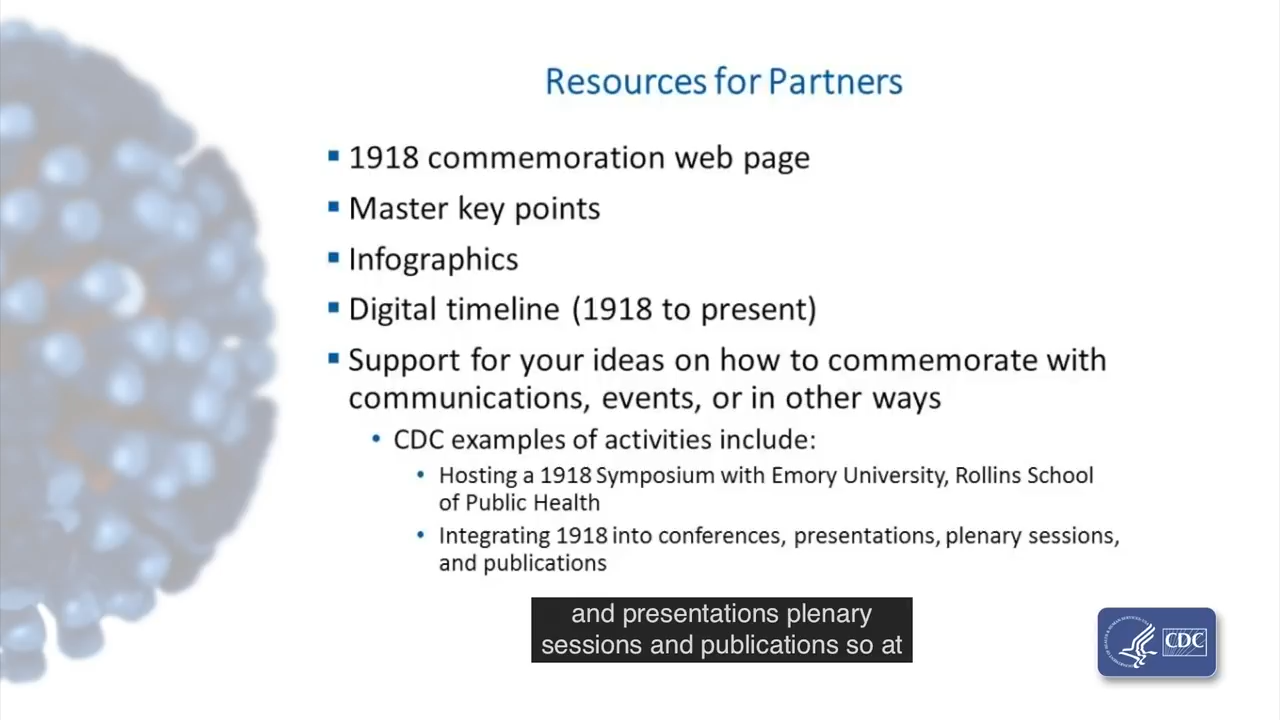 Resources for Partners
▪ 1918 commemoration web page
▪ Master key points
▪ Infographics
▪ Digital timeline (1918 to present)
▪ Support for your ideas on how to commemorate with
communications, events, or in other ways
• CDC examples of activities include:
• Hosting a 1918 Symposium with Emory University, Rollins School
of Public Health
• Integrating 1918 into conferences, presentations, plenary sessions,
and publications
and presentations plenary
sessions and publications so at
CDC